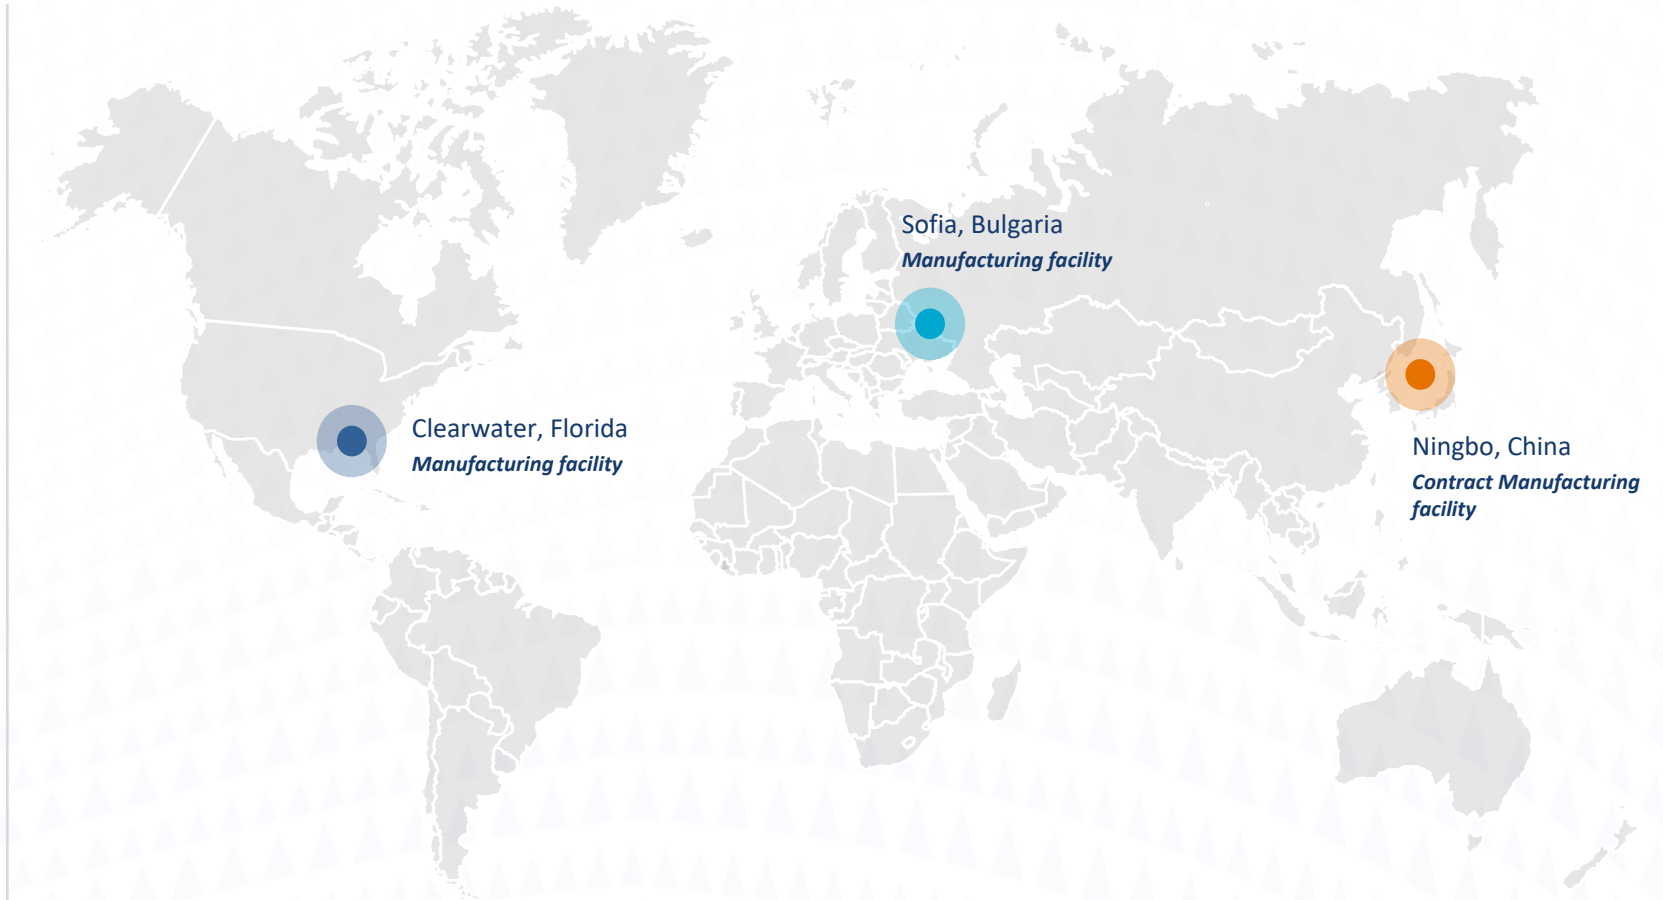 Sofia, Bulgaria
Manufacturing facility
Clearwater, Florida
Manufacturing facility
Ningbo, China
Contract Manufacturing
facility